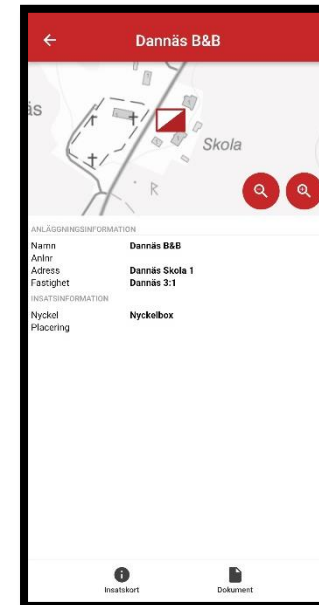 Dannäs B&B
äs
Skola
R
ANLÄGGNINGSINFORMATION
Namn Dannäs B&B
Anlnr
Adress Dannäs Skola 1
Fastighet Dannäs 3:1
INSATSINFORMATION
Nyckel Nyckelbox
Placering
Insatskort Dokument